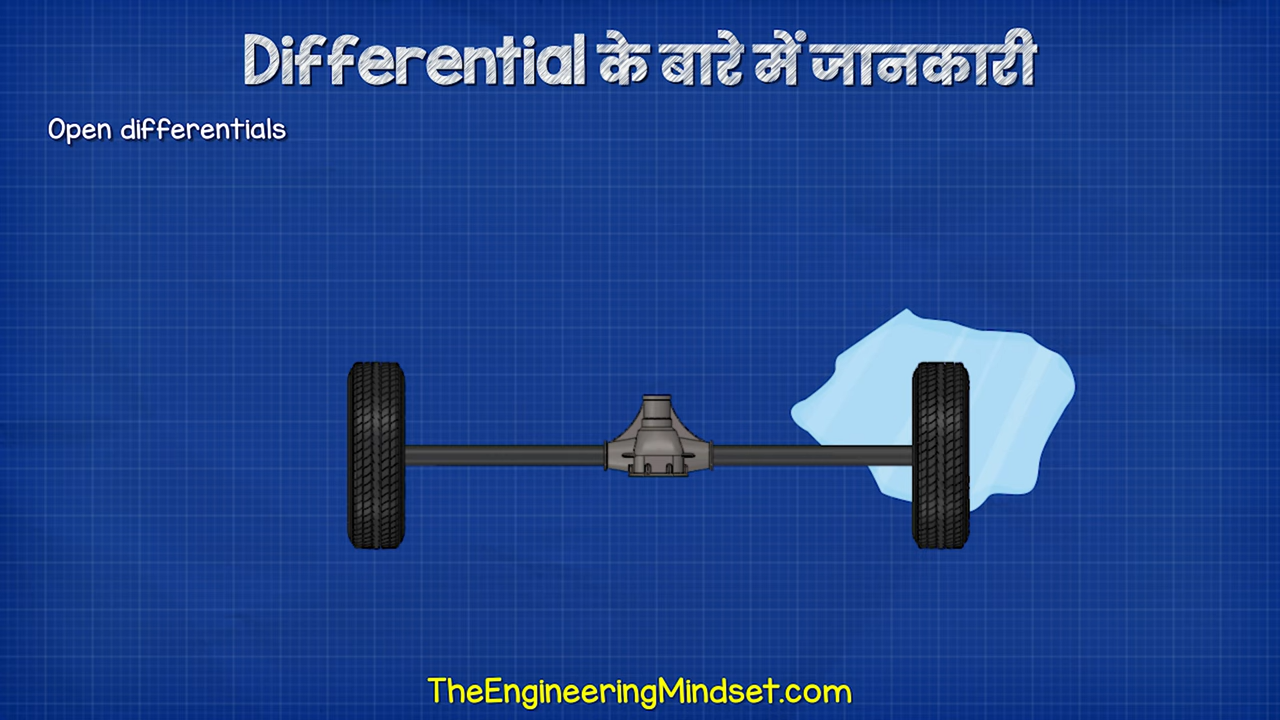 Differential के बारे में जानकारी
Open differentials
TheEngineeringMindset.com